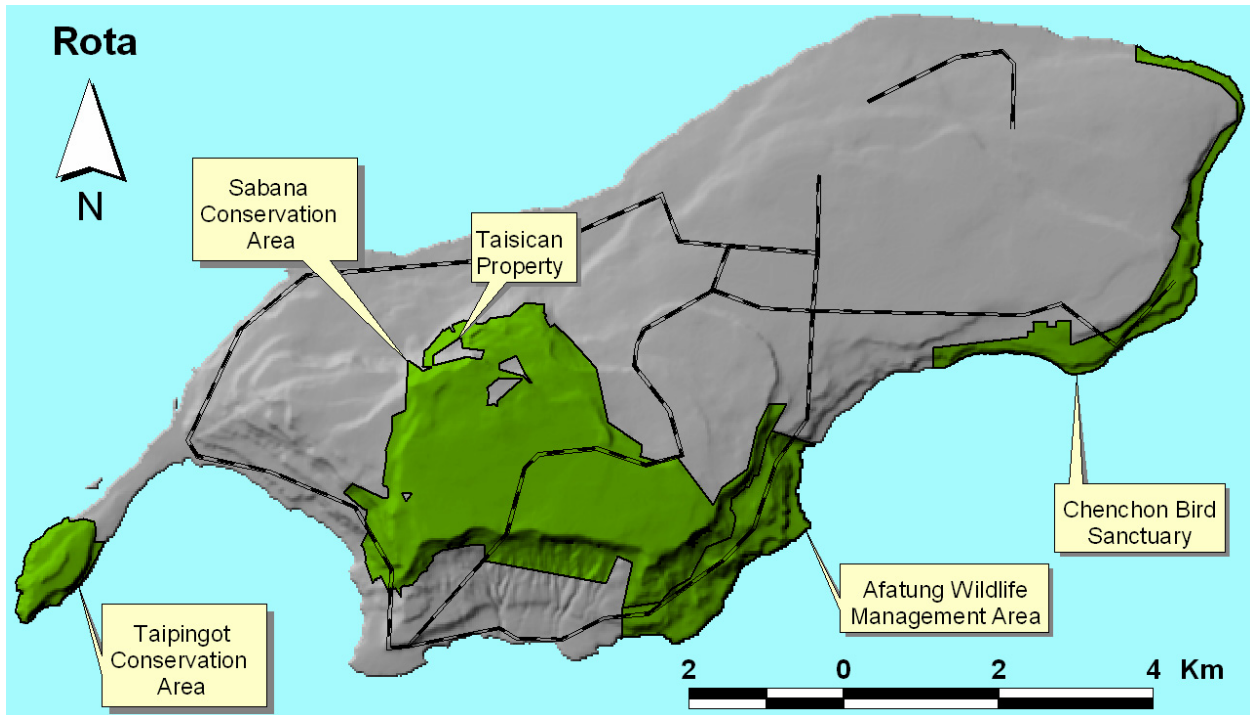 Rota
N
Sabana
Conservation
Area
Taisican
Property
Chenchon Bird
Sanctuary
Afatung Wildlife
Management Area
Taipingot
Conservation
Area
2 0 2 4 Km